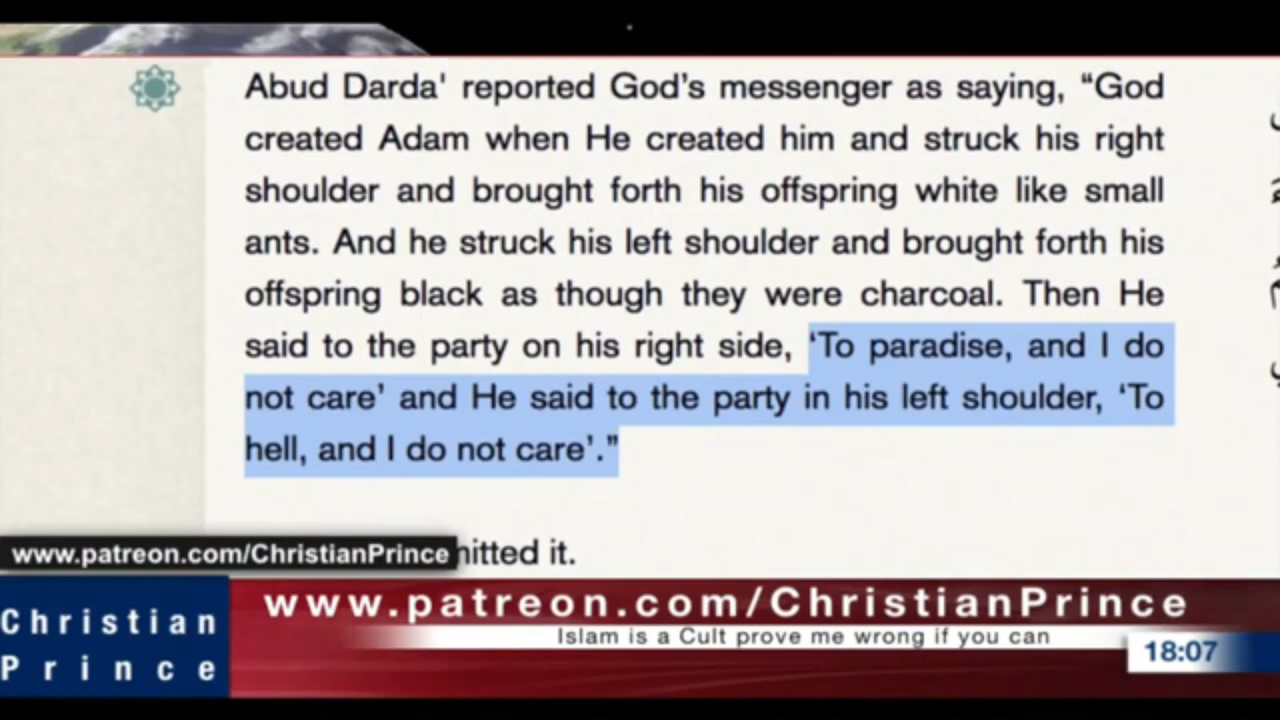 Abud Darda' reported God's messenger as saying, “God
created Adam when He created him and struck his right
shoulder and brought forth his offspring white like small
ants. And he struck his left shoulder and brought forth his
offspring black as though they were charcoal. Then He
said to the party on his right side, ‘To paradise, and I do
not care’ and He said to the party in his left shoulder, ‘To
hell, and I do not care’.”
www.patreon.com/ChristianPrince
it.
www.patreon.com/ChristianPrince
Islam is a Cult prove me wrong if you can
Christian
Prince
18:07